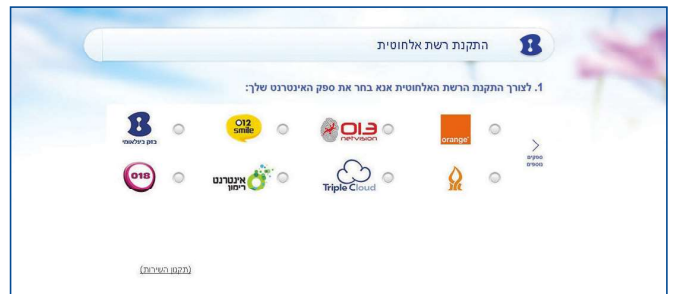 התקנת רשת אלחוטית
1. לצורך התקנת הרשת האלחוטית אנא בחר את ספק האינטרנט שלך:
orange
013
netvision
012
smile
בזק בינלאומי
ספקים
נוספים
Triple Cloud
אינטרנט
רימון
018
(תקנון השירות)